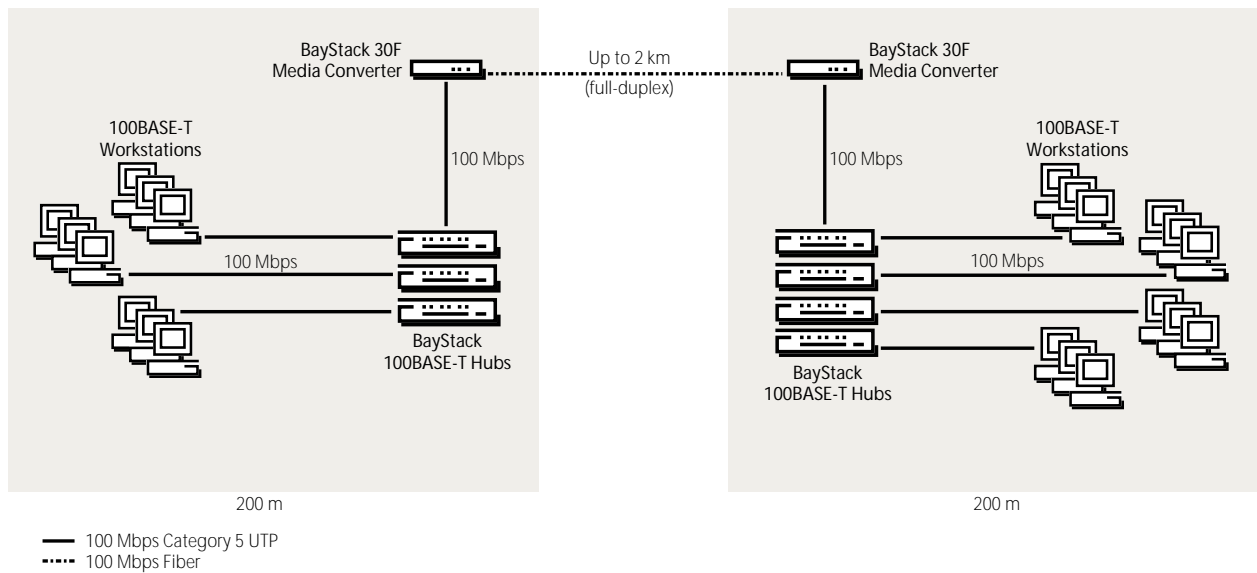 BayStack 30F
Media Converter
Up to 2 km
(full-duplex)
BayStack 30F
Media Converter
100BASE-T
Workstations
100 Mbps
100 Mbps
BayStack
100BASE-T Hubs
200 m
100 Mbps
100BASE-T
Workstations
100 Mbps
BayStack
100BASE-T Hubs
200 m
100 Mbps Category 5 UTP
100 Mbps Fiber